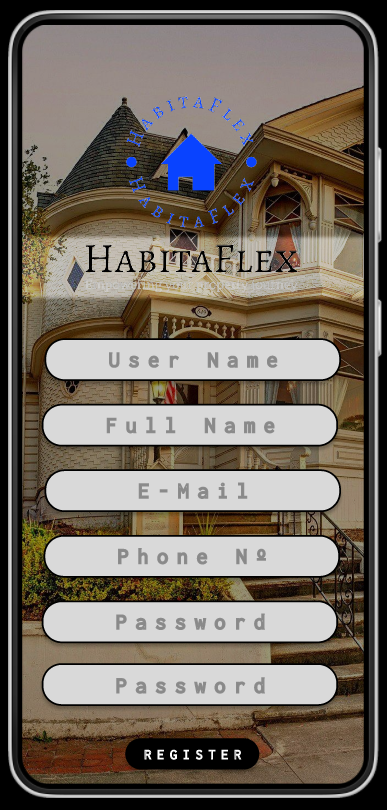 HABITAFLEX
HABITAFLEX
HABITAFLEX
User Name
Full Name
E-Mail
Phone Nº
Password
Password
REGISTER